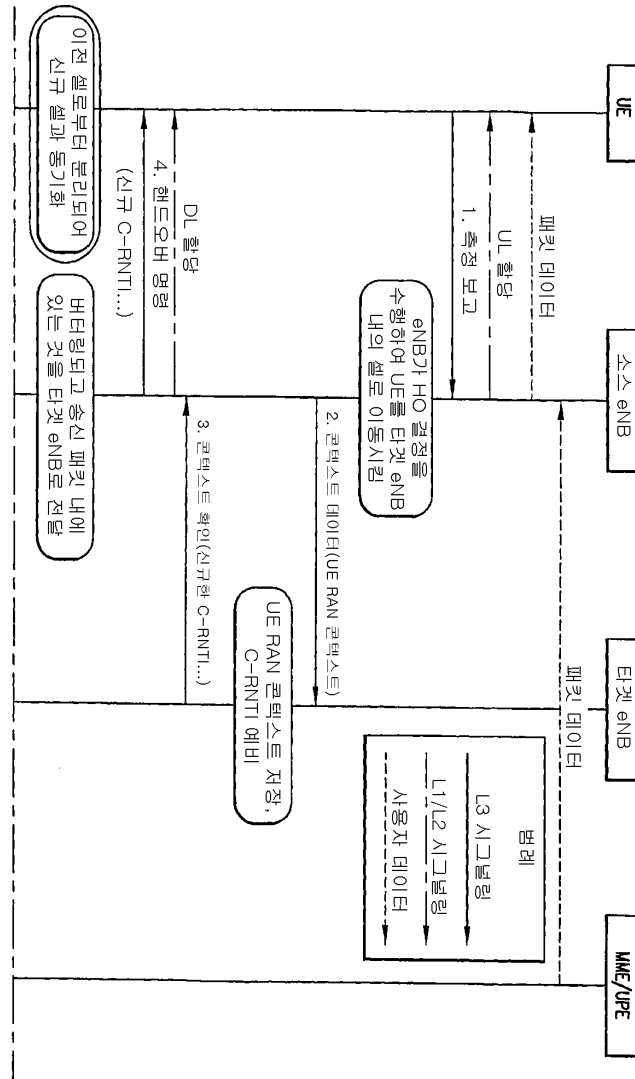 UE
소스 eNB
타겟 eNB
MME/UPE
패킷 데이터
패킷 데이터
UL 할당
1. 측정 보고
범례
L3 시그널링
L1/L2 시그널링
사용자 데이터
eNB가 HO 결정을
수행하여 UE를 타겟 eNB
내의 셀로 이동시킴
2. 콘텍스트 데이터(UE RAN 콘텍스트)
UE RAN 콘텍스트 저장,
C-RNTI 예비
3. 콘텍스트 확인(신규한 C-RNTI...)
DL 할당
4. 핸드오버 명령
(신규 C-RNTI...)
이전 셀로부터 분리되어
신규 셀과 동기화
버터링되고 송신 패킷 내에
있는 것을 타겟 eNB로 전달